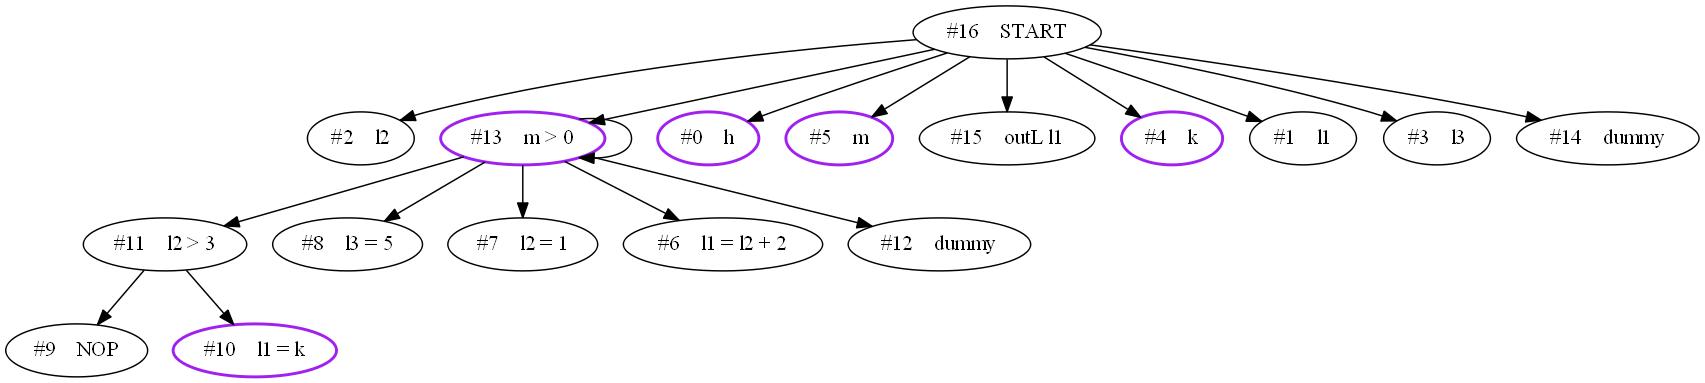 #16 START
#2 l2
#13 m > 0
#0 h
#5 m
#15 outL l1
#4 k
#1 l1
#3 l3
#14 dummy
#11 l2 > 3
#8 l3 = 5
#7 l2 = 1
#6 l1 = l2 + 2
#12 dummy
#9 NOP
#10 l1 = k